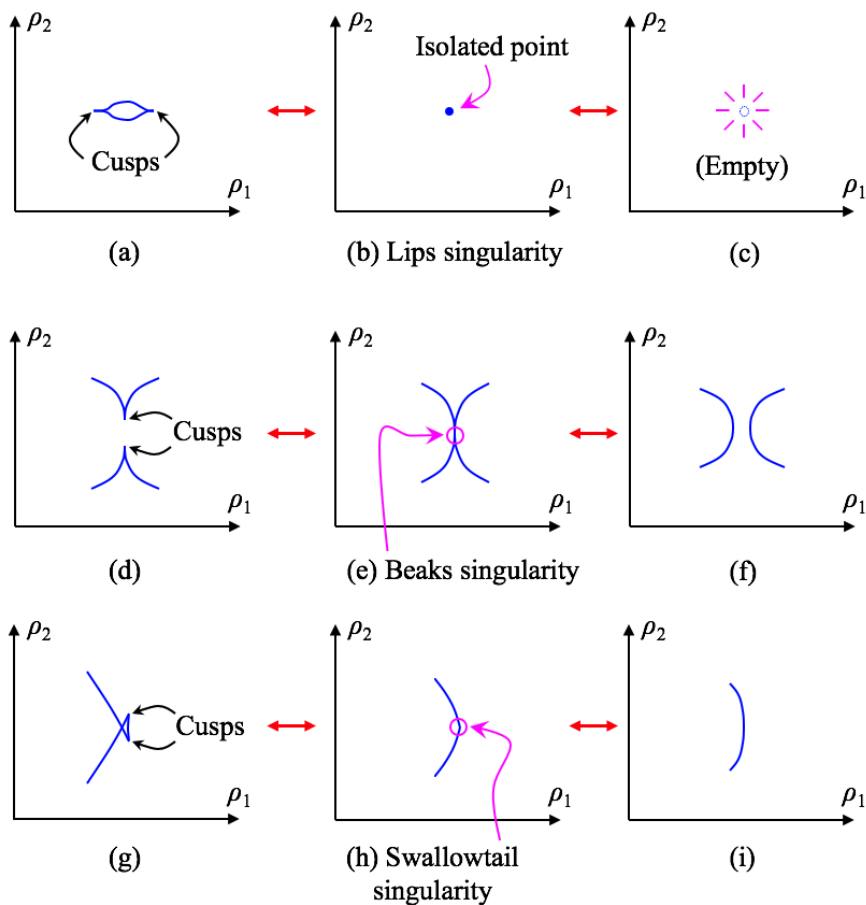 ρ₂ ρ₂ Isolated point ρ₂
Cusps (Empty)
ρ₁ ρ₁ ρ₁
(a) (b) Lips singularity (c)
ρ₂ ρ₂ ρ₂
Cusps
ρ₁ ρ₁ ρ₁
(d) (e) Beaks singularity (f)
ρ₂ ρ₂ ρ₂
Cusps
ρ₁ ρ₁ ρ₁
(g) (h) Swallowtail (i)
singularity